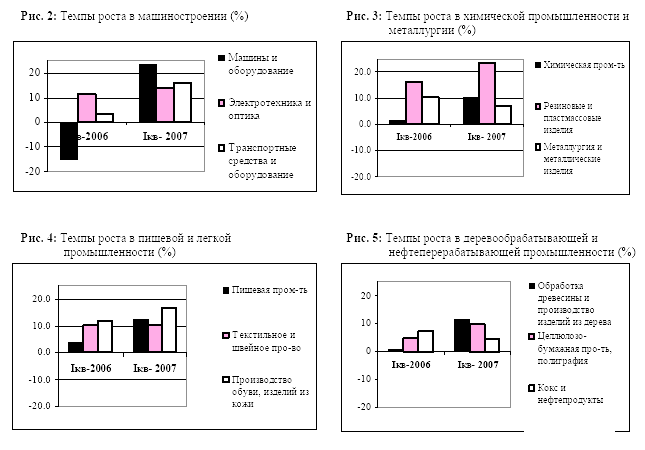 Рис. 2: Темпы роста в машиностроении (%)
20
10
0
-10
-20
Iкв-2006
Iкв- 2007
Машины и
оборудование
Электротехника и
оптика
Транспортные
средства и
оборудование
Рис. 3: Темпы роста в химической промышленности и
металлургии (%)
20.0
10.0
0.0
-10.0
-20.0
Iкв-2006
Iкв- 2007
Химическая пром-ть
Резиновые и
пластмассовые
изделия
Металлургия и
металлические
изделия
Рис. 4: Темпы роста в пищевой и легкой
промышленности (%)
20.0
10.0
0.0
-10.0
-20.0
Iкв-2006
Iкв- 2007
Пишевая пром-ть
Текстильное и
швейное про-во
Производство
обуви, изделий из
кожи
Рис. 5: Темпы роста в деревообрабатывающей и
нефтеперерабатывающей промышленности (%)
20
10
0
-10
-20
Iкв-2006
Iкв- 2007
Обработка
древесины и
производство
изделий из дерева
Целлюлозо-
бумажная про-ть,
полиграфия
Кокс и
нефтепродукты